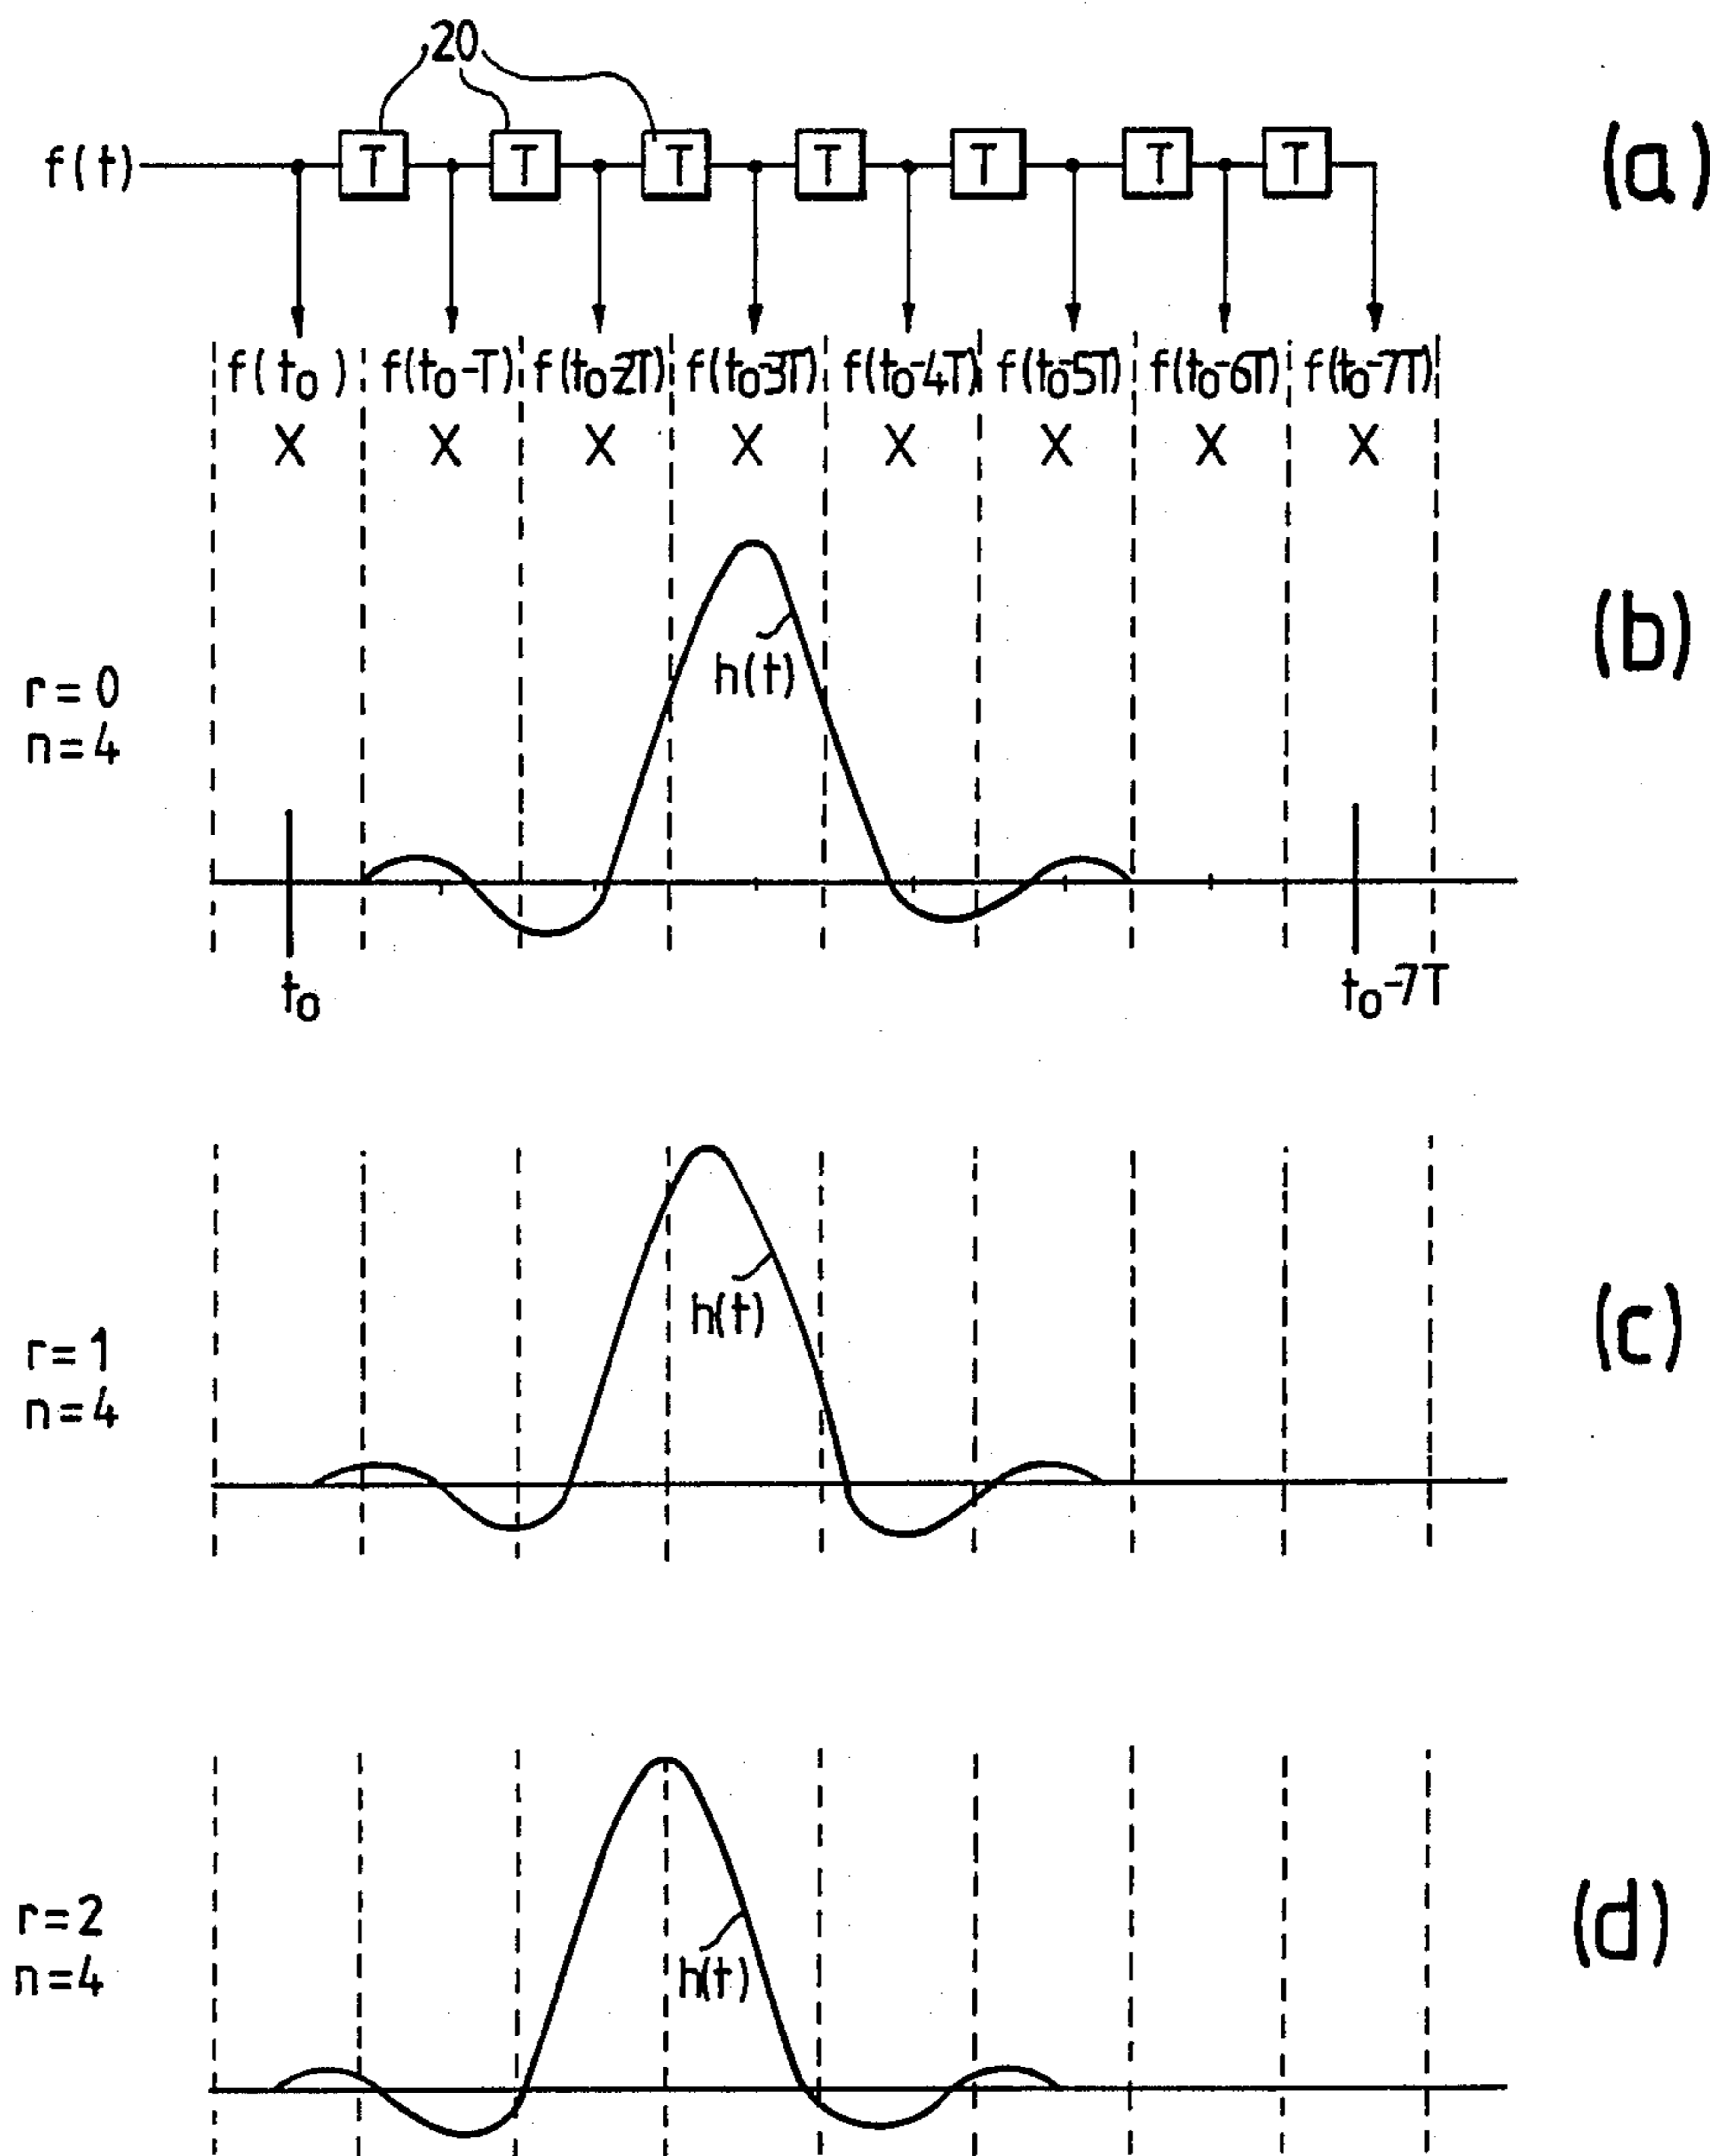 20
f(t) T T T T T T T (a)
f(t₀) f(t₀-T) f(t₀-2T) f(t₀-3T) f(t₀-4T) f(t₀-5T) f(t₀-6T) f(t₀-7T)
X X X X X X X X
(b)
h(t)
r=0
n=4
t₀ t₀-7T
h(t)
(c)
r=1
n=4
(d)
r=2
h(t)
n=4